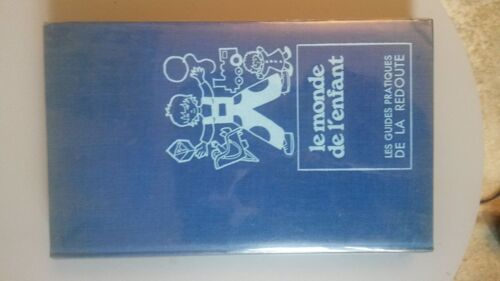 le monde
de l'enfant
LES GUIDES PRATIQUES
DE LA REDOUTE